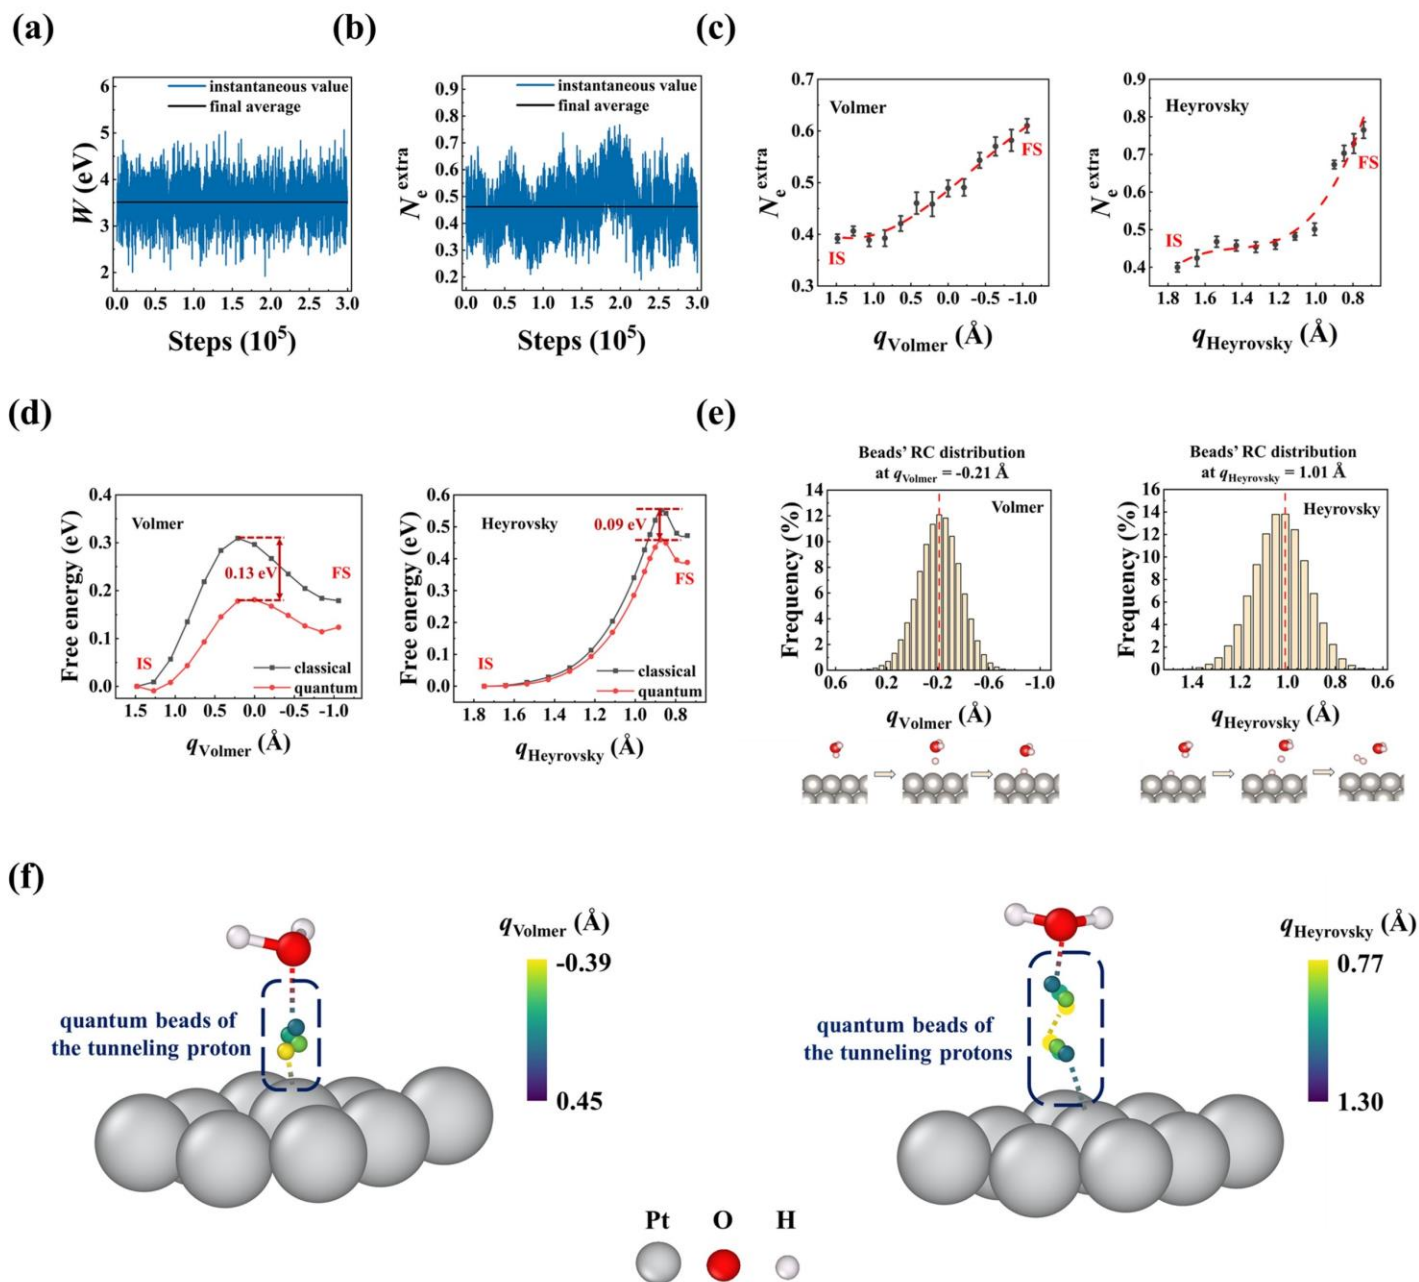 (a)
(b)
(c)
6
5
4
3
2
W (eV)
instantaneous value
final average
0.0 0.5 1.0 1.5 2.0 2.5 3.0
Steps (10^5)
0.9
0.8
0.7
0.6
0.5
0.4
0.3
0.2
N_e^extra
instantaneous value
final average
0.0 0.5 1.0 1.5 2.0 2.5 3.0
Steps (10^5)
0.7
0.6
0.5
0.4
0.3
N_e^extra
Volmer
IS
FS
1.5 1.0 0.5 0.0 -0.5 -1.0
q_Volmer (Å)
0.9
0.8
0.7
0.6
0.5
0.4
N_e^extra
Heyrovsky
IS
FS
1.8 1.6 1.4 1.2 1.0 0.8
q_Heyrovsky (Å)
(d)
(e)
0.4
0.3
0.2
0.1
0.0
Free energy (eV)
Volmer
0.13 eV
IS
FS
classical
quantum
1.5 1.0 0.5 0.0 -0.5 -1.0
q_Volmer (Å)
0.6
0.5
0.4
0.3
0.2
0.1
0.0
Free energy (eV)
Heyrovsky
0.09 eV
IS
FS
classical
quantum
1.8 1.6 1.4 1.2 1.0 0.8
q_Heyrovsky (Å)
Beads' RC distribution
at q_Volmer = -0.21 Å
14
12
10
8
6
4
2
0
Frequency (%)
Volmer
0.6 0.2 -0.2 -0.6 -1.0
q_Volmer (Å)
Beads' RC distribution
at q_Heyrovsky = 1.01 Å
16
14
12
10
8
6
4
2
0
Frequency (%)
Heyrovsky
1.4 1.2 1.0 0.8 0.6
q_Heyrovsky (Å)
(f)
q_Volmer (Å)
-0.39
0.45
quantum beads of
the tunneling proton
q_Heyrovsky (Å)
0.77
1.30
quantum beads of
the tunneling protons
Pt O H